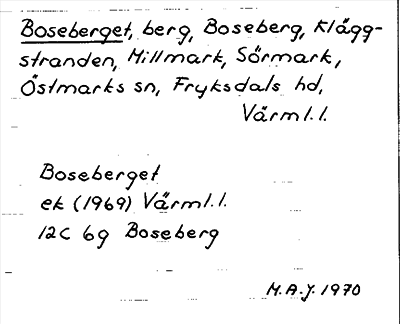 Boseberget, berg, Boseberg, Klägg-
stranden, Millmark, Sörmark,
Östmarks sn, Fryksdals hd,
Värml. l.
Boseberget
ek (1969) Värml. l.
12C 6g Boseberg
M.A.J. 1970